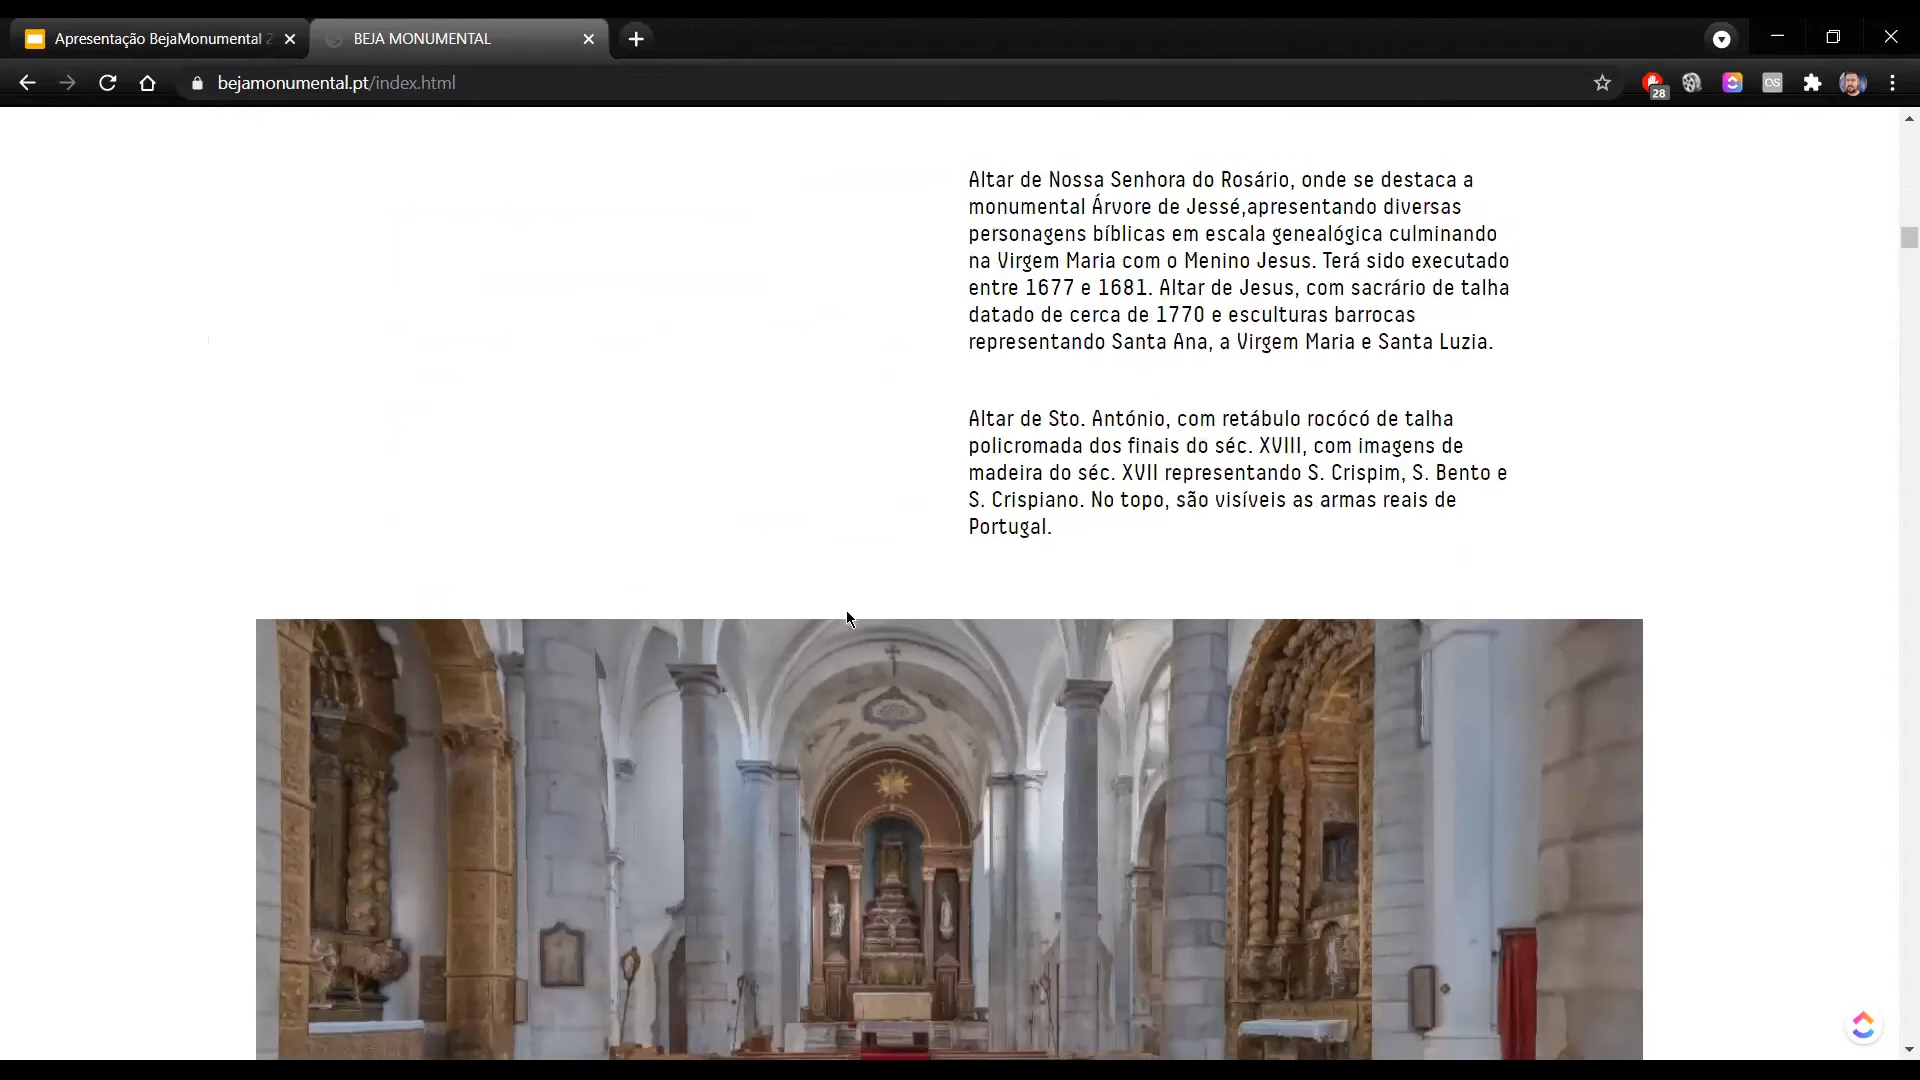 Apresentação BejaMonumental 2
BEJA MONUMENTAL
bejamonumental.pt/index.html
28
Altar de Nossa Senhora do Rosário, onde se destaca a
monumental Árvore de Jessé,apresentando diversas
personagens bíblicas em escala genealógica culminando
na Virgem Maria com o Menino Jesus. Terá sido executado
entre 1677 e 1681. Altar de Jesus, com sacrário de talha
datado de cerca de 1770 e esculturas barrocas
representando Santa Ana, a Virgem Maria e Santa Luzia.
Altar de Sto. António, com retábulo rocócó de talha
policromada dos finais do séc. XVIII, com imagens de
madeira do séc. XVII representando S. Crispim, S. Bento e
S. Crispiano. No topo, são visíveis as armas reais de
Portugal.